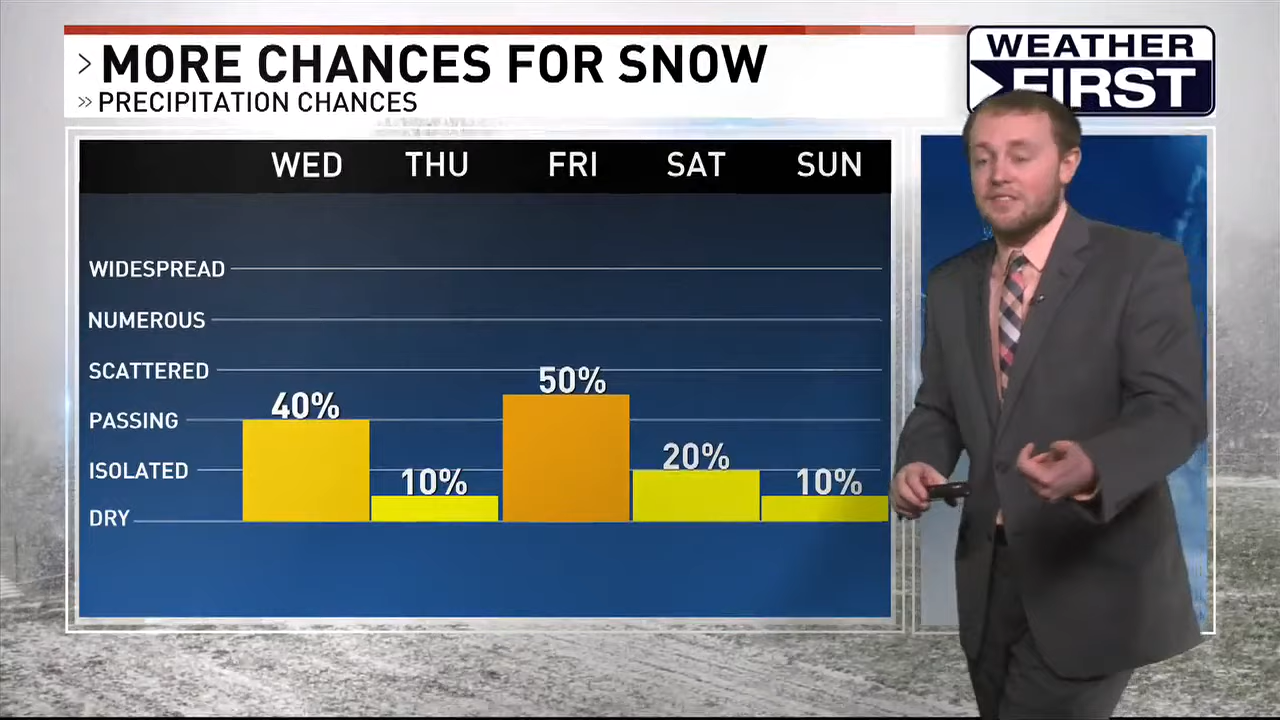 > MORE CHANCES FOR SNOW
» PRECIPITATION CHANCES
WEATHER
FIRST
WED THU FRI SAT SUN
WIDESPREAD
NUMEROUS
SCATTERED
50%
40%
PASSING
20%
ISOLATED
10% 10%
DRY